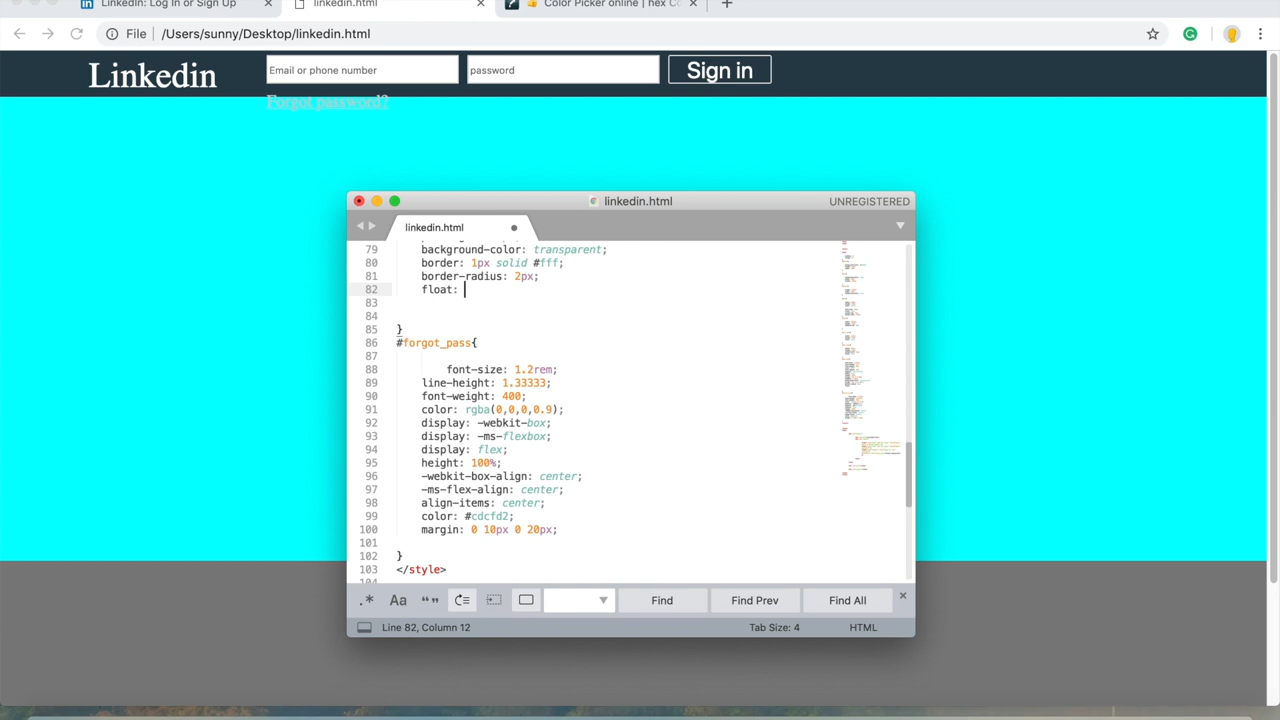 LinkedIn: Log In or Sign Up
linkedin.html
Color Picker online | hex Co
File
/Users/sunny/Desktop/linkedin.html
Linkedin
Email or phone number
password
Sign in
Forgot password?
linkedin.html
UNREGISTERED
linkedin.html
79 background-color: transparent;
80 border: 1px solid #fff;
81 border-radius: 2px;
82 float:
83
84
85 }
86 #forgot_pass{
87
88 font-size: 1.2rem;
89 line-height: 1.33333;
90 font-weight: 400;
91 color: rgba(0,0,0,0.9);
92 display: -webkit-box;
93 display: -ms-flexbox;
94 display: flex;
95 height: 100%;
96 -webkit-box-align: center;
97 -ms-flex-align: center;
98 align-items: center;
99 color: #cdcfd2;
100 margin: 0 10px 0 20px;
101
102 }
103 </style>
104
.* Aa “”
Find
Find Prev
Find All
Line 82, Column 12
Tab Size: 4
HTML